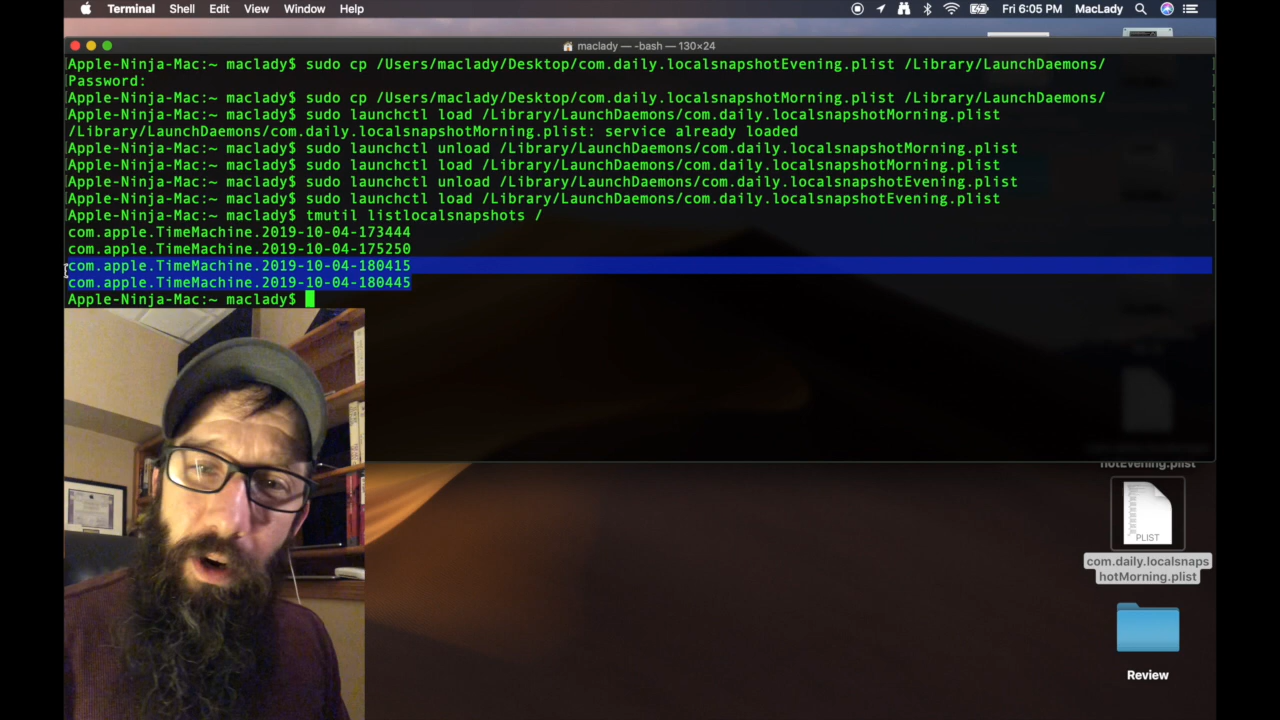 Terminal Shell Edit View Window Help Fri 6:05 PM MacLady
maclady — -bash — 130×24
Apple-Ninja-Mac:~ maclady$ sudo cp /Users/maclady/Desktop/com.daily.localsnapshotEvening.plist /Library/LaunchDaemons/
Password:
Apple-Ninja-Mac:~ maclady$ sudo cp /Users/maclady/Desktop/com.daily.localsnapshotMorning.plist /Library/LaunchDaemons/
Apple-Ninja-Mac:~ maclady$ sudo launchctl load /Library/LaunchDaemons/com.daily.localsnapshotMorning.plist
/Library/LaunchDaemons/com.daily.localsnapshotMorning.plist: service already loaded
Apple-Ninja-Mac:~ maclady$ sudo launchctl unload /Library/LaunchDaemons/com.daily.localsnapshotMorning.plist
Apple-Ninja-Mac:~ maclady$ sudo launchctl load /Library/LaunchDaemons/com.daily.localsnapshotMorning.plist
Apple-Ninja-Mac:~ maclady$ sudo launchctl unload /Library/LaunchDaemons/com.daily.localsnapshotEvening.plist
Apple-Ninja-Mac:~ maclady$ sudo launchctl load /Library/LaunchDaemons/com.daily.localsnapshotEvening.plist
Apple-Ninja-Mac:~ maclady$ tmutil listlocalsnapshots /
com.apple.TimeMachine.2019-10-04-173444
com.apple.TimeMachine.2019-10-04-175250
com.apple.TimeMachine.2019-10-04-180415
com.apple.TimeMachine.2019-10-04-180445
Apple-Ninja-Mac:~ maclady$
hotEvening.plist
PLIST
com.daily.localsnaps
hotMorning.plist
Review